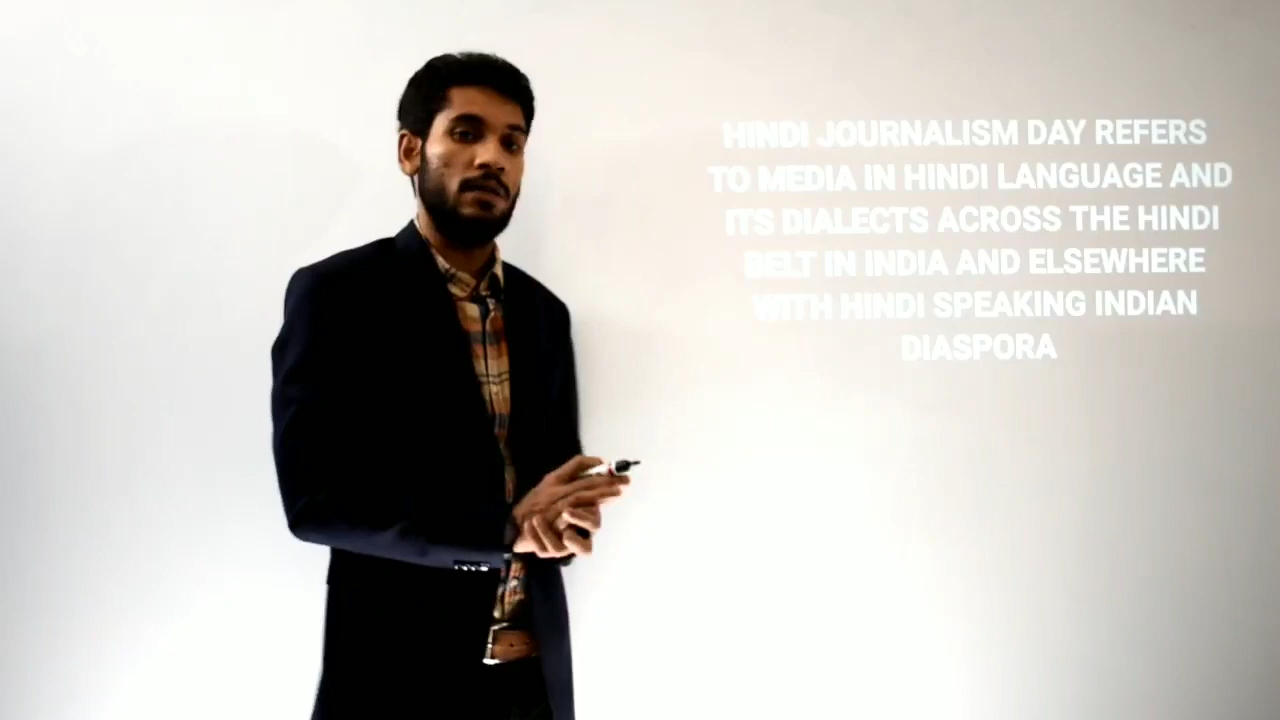 HINDI JOURNALISM DAY REFERS
TO MEDIA IN HINDI LANGUAGE AND
ITS DIALECTS ACROSS THE HINDI
BELT IN INDIA AND ELSEWHERE
WITH HINDI SPEAKING INDIAN
DIASPORA